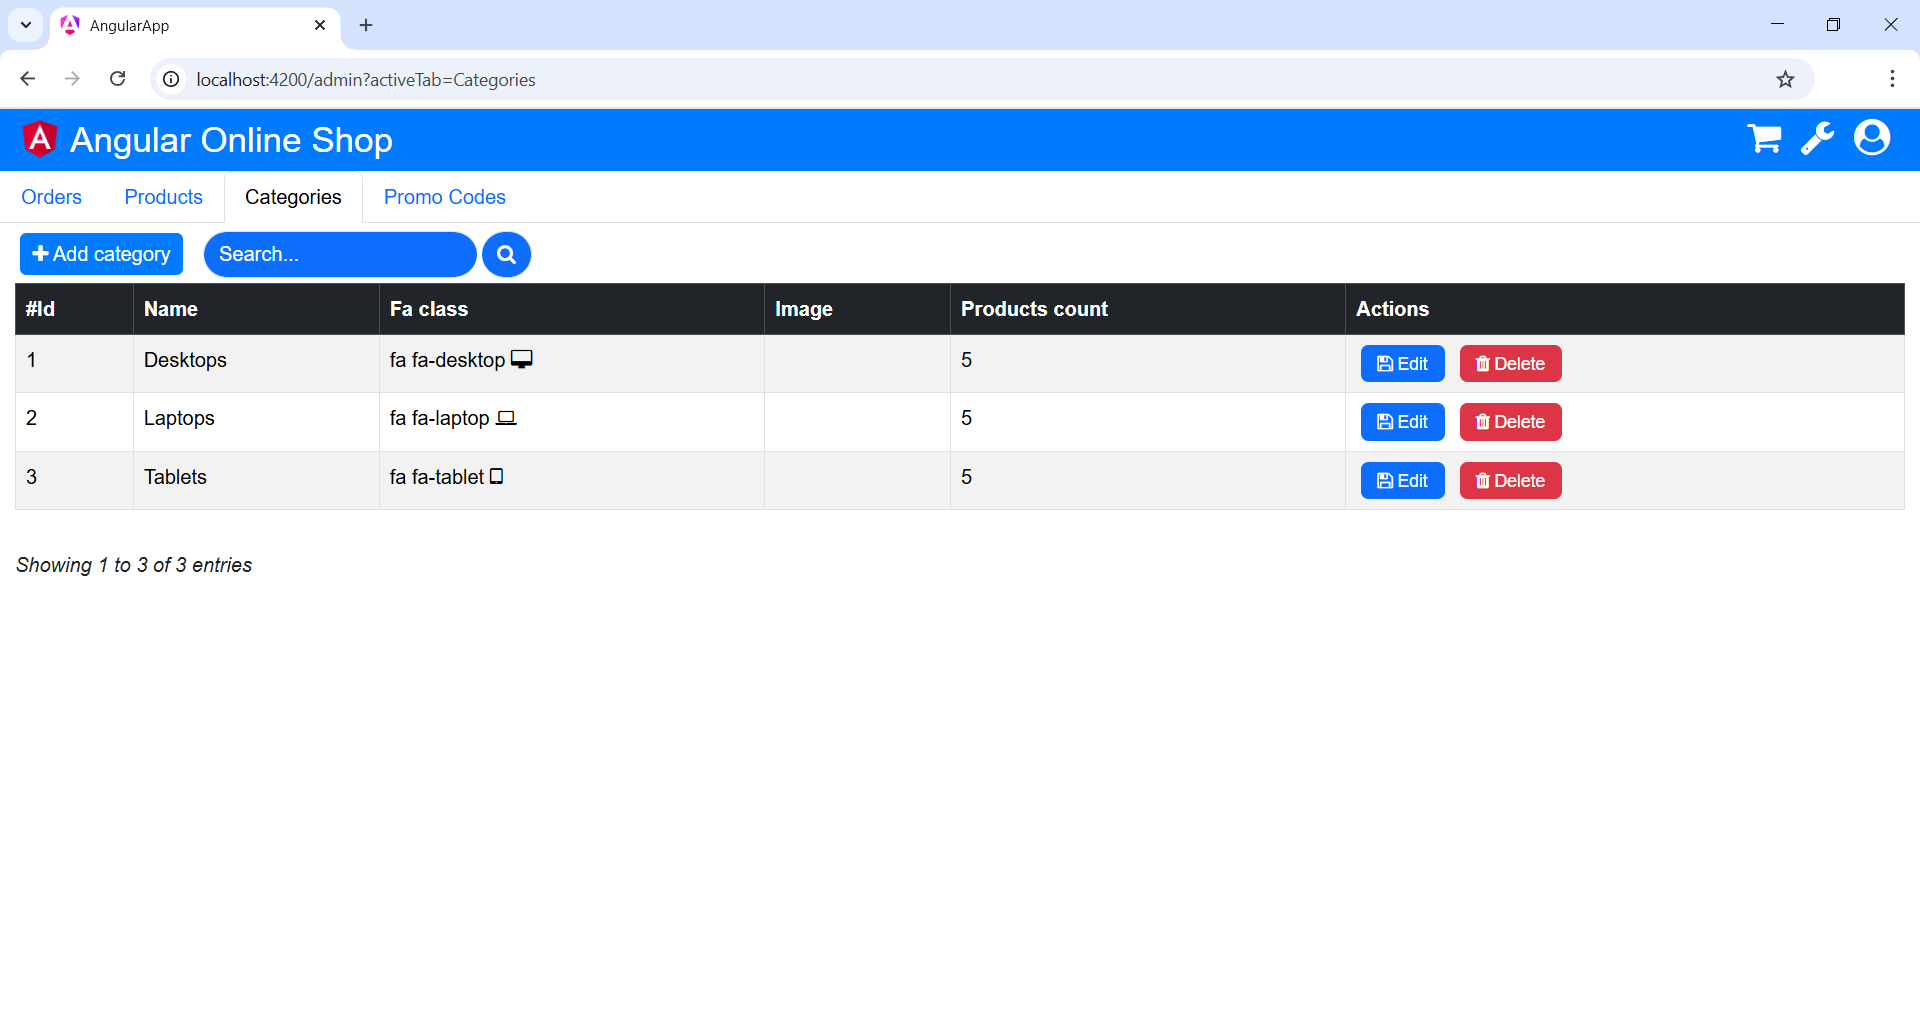 AngularApp
localhost:4200/admin?activeTab=Categories
Angular Online Shop
Orders Products Categories Promo Codes
Add category Search...
#Id Name Fa class Image Products count Actions
1 Desktops fa fa-desktop 5 Edit Delete
2 Laptops fa fa-laptop 5 Edit Delete
3 Tablets fa fa-tablet 5 Edit Delete
Showing 1 to 3 of 3 entries